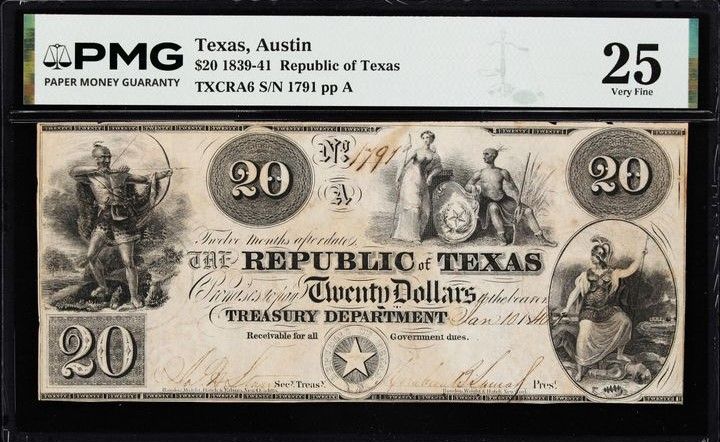 PMG
PAPER MONEY GUARANTY
Texas, Austin
$20 1839-41 Republic of Texas
TXCRA6 S/N 1791 pp A
25
Very Fine
20
No 1791
A
20
Twelve Months after date,
THE REPUBLIC of TEXAS
Promises to pay Twenty Dollars to the bearer
TREASURY DEPARTMENT Jan 10 1840
Receivable for all Government dues.
20
Secy. Treasy.
Prest.